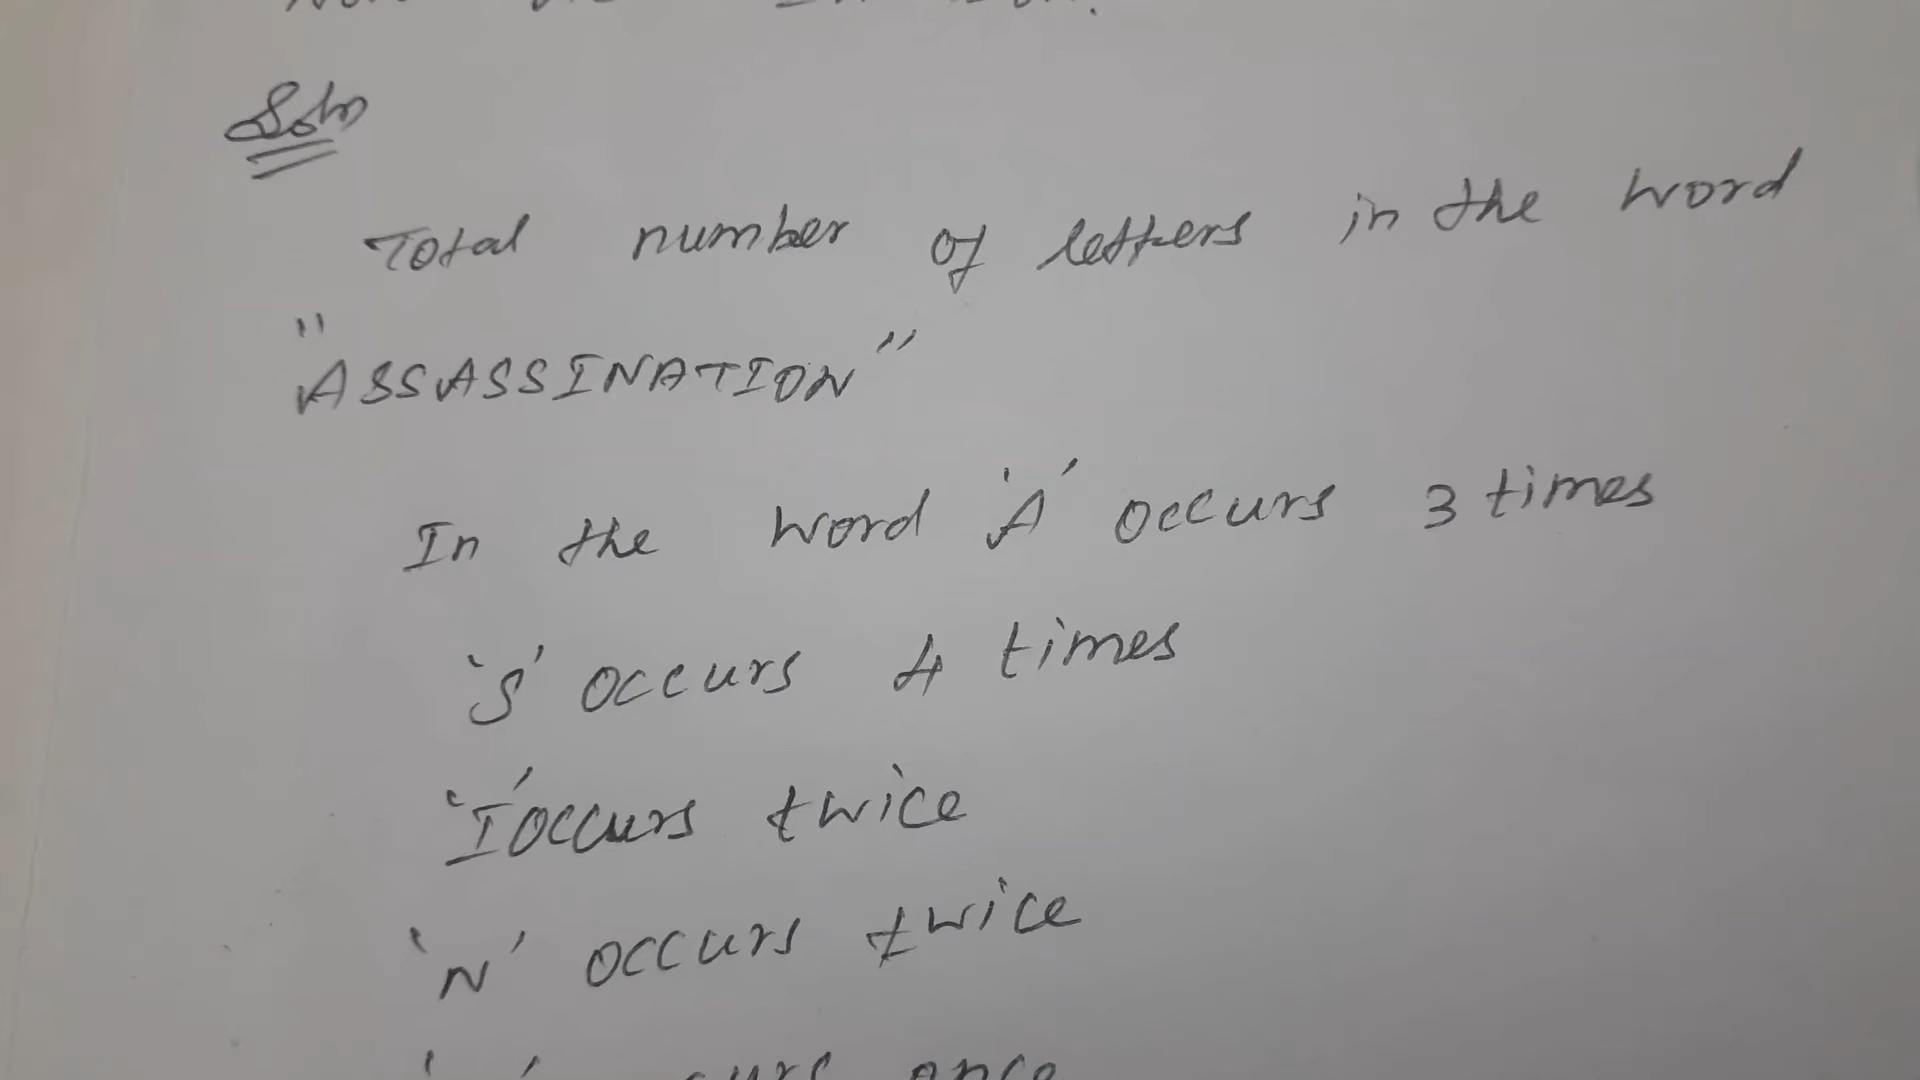 Soln
Total number of letters in the word
"ASSASSINATION"
In the word 'A' occurs 3 times
'S' occurs 4 times
'I' occurs twice
'N' occurs twice
once